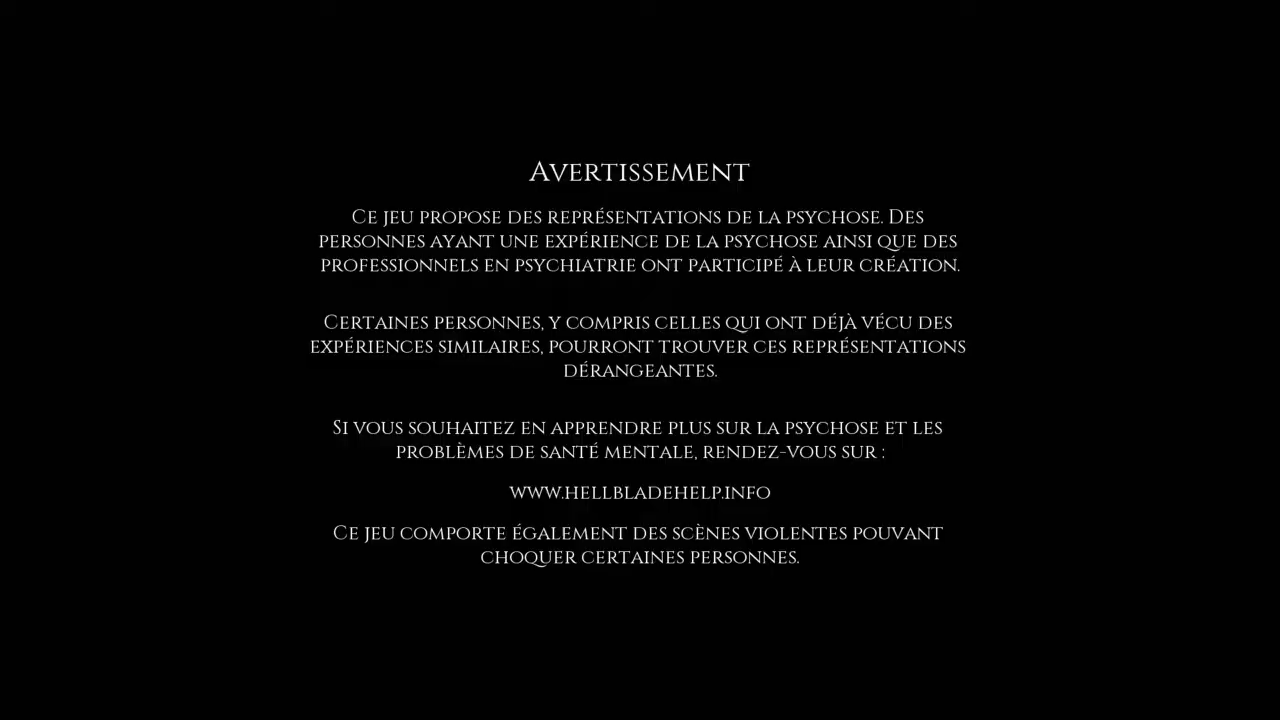 Avertissement
Ce jeu propose des représentations de la psychose. Des
personnes ayant une expérience de la psychose ainsi que des
professionnels en psychiatrie ont participé à leur création.
Certaines personnes, y compris celles qui ont déjà vécu des
expériences similaires, pourront trouver ces représentations
dérangeantes.
Si vous souhaitez en apprendre plus sur la psychose et les
problèmes de santé mentale, rendez-vous sur :
www.hellbladehelp.info
Ce jeu comporte également des scènes violentes pouvant
choquer certaines personnes.